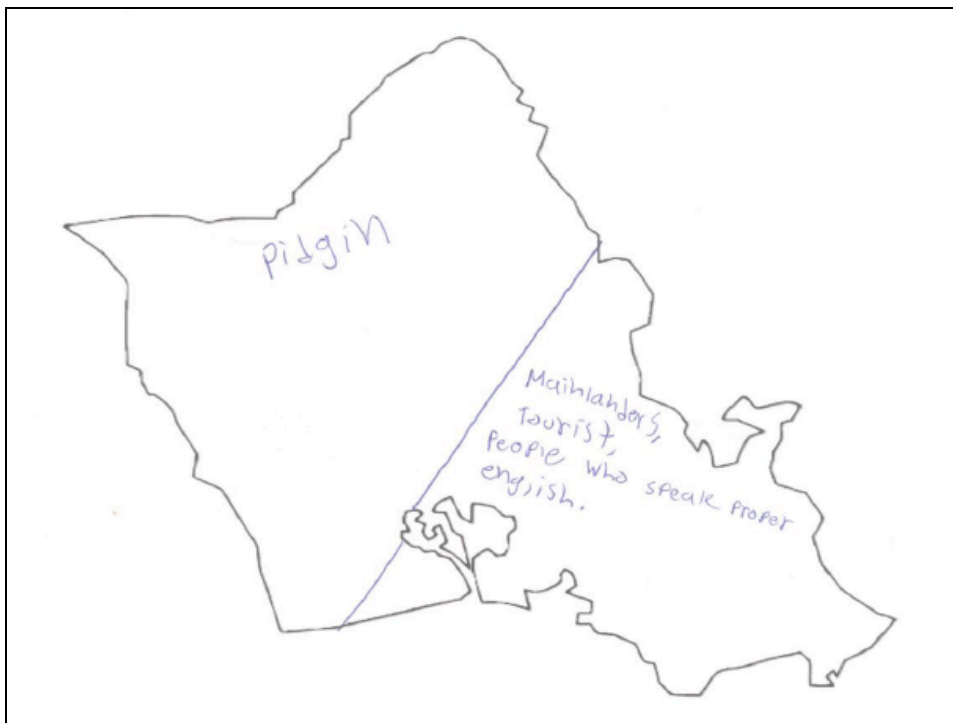 pidgin
Mainlanders,
Tourist,
People who speak proper
english.